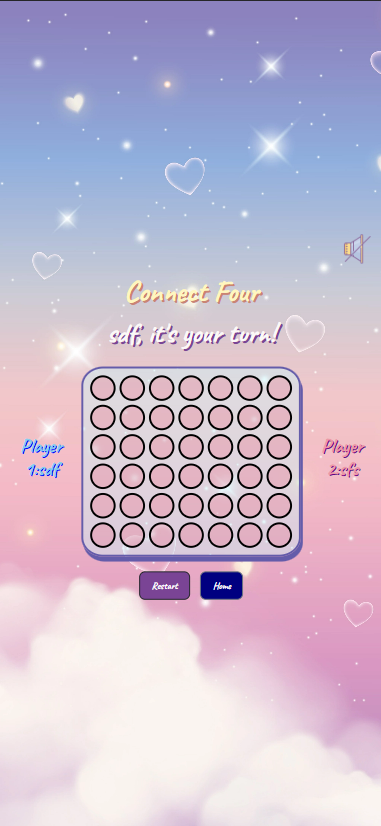 Connect Four
sdf, it's your turn!
Player
1:sdf
Player
2:sfs
Restart
Home